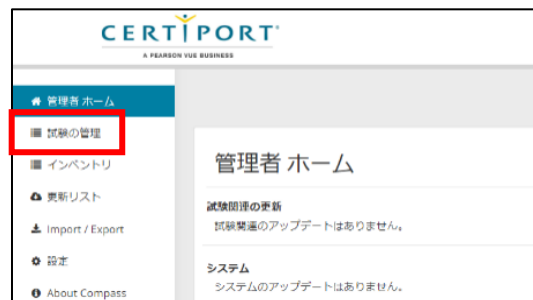 CERTIPORT®
A PEARSON VUE BUSINESS
管理者 ホーム
試験の管理
インベントリ
更新リスト
Import / Export
設定
About Compass
管理者 ホーム
試験関連の更新
試験関連のアップデートはありません。
システム
システムのアップデートはありません。